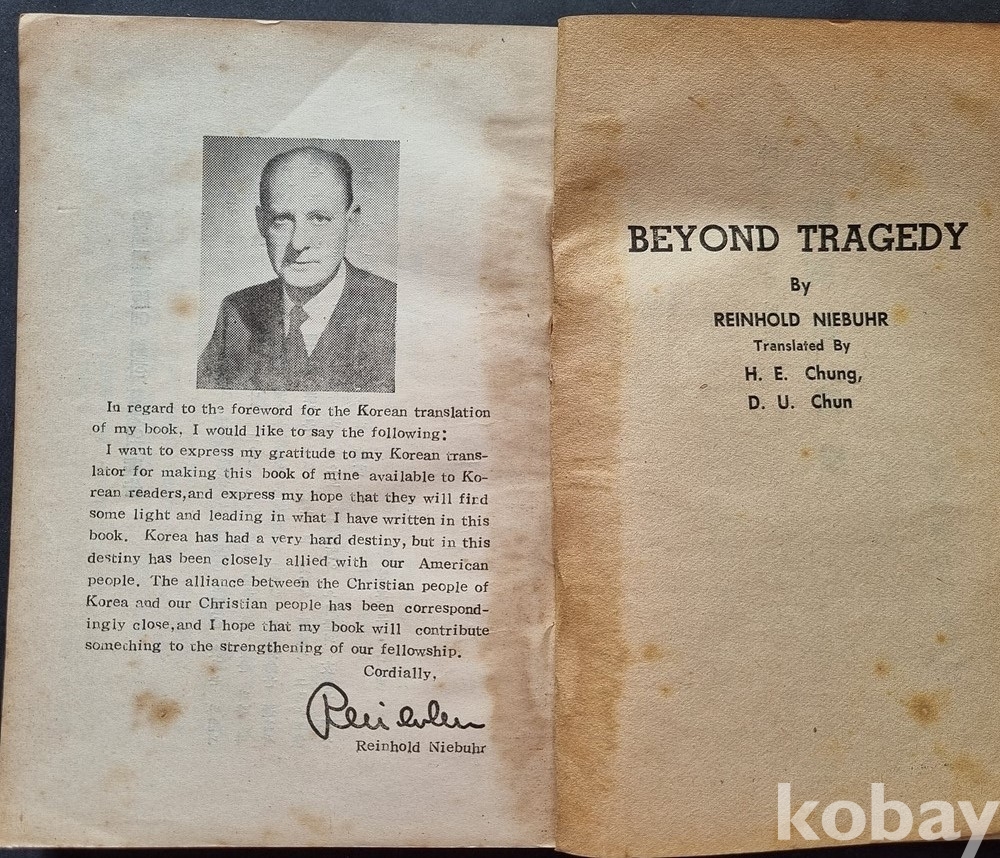 In regard to the foreword for the Korean translation
of my book, I would like to say the following:
I want to express my gratitude to my Korean trans-
lator for making this book of mine available to Ko-
rean readers,and express my hope that they will find
some light and leading in what I have written in this
book. Korea has had a very hard destiny, but in this
destiny has been closely allied with our American
people. The alliance between the Christian people of
Korea and our Christian people has been correspond-
ingly close,and I hope that my book will contribute
something to the strengthening of our fellowship.
Cordially,
Reinhold Niebuhr
BEYOND TRAGEDY
By
REINHOLD NIEBUHR
Translated By
H. E. Chung,
D. U. Chun
kobay